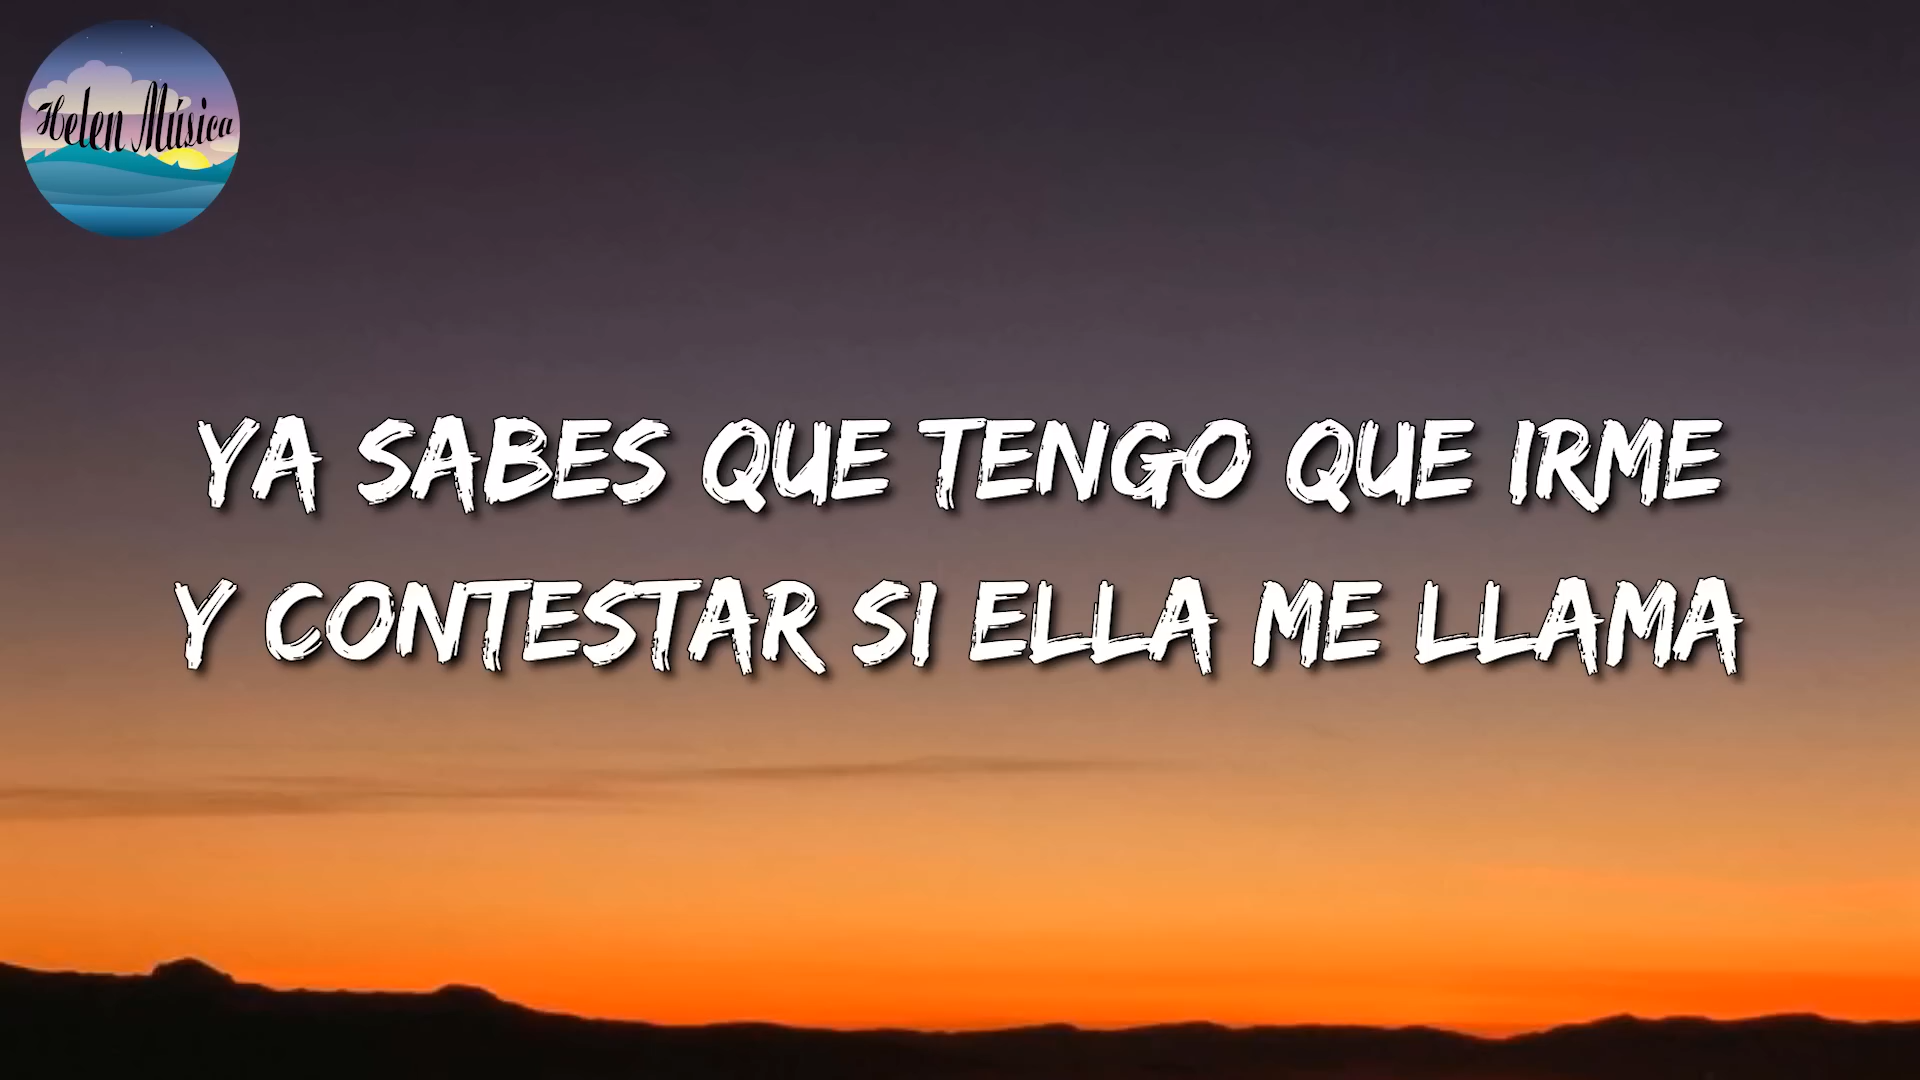 Helen Música
YA SABES QUE TENGO QUE IRME
Y CONTESTAR SI ELLA ME LLAMA